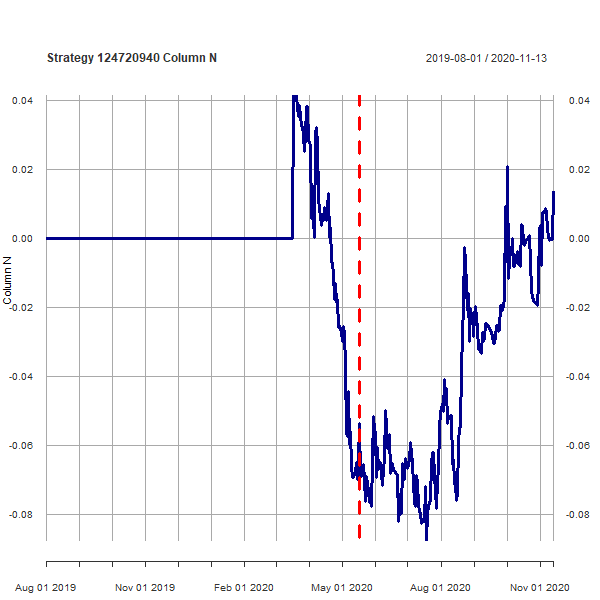 Strategy 124720940 Column N
2019-08-01 / 2020-11-13
0.04
0.04
0.02
0.02
0.00
0.00
Column N
-0.02
-0.02
-0.04
-0.04
-0.06
-0.06
-0.08
-0.08
Aug 01 2019
Nov 01 2019
Feb 01 2020
May 01 2020
Aug 01 2020
Nov 01 2020